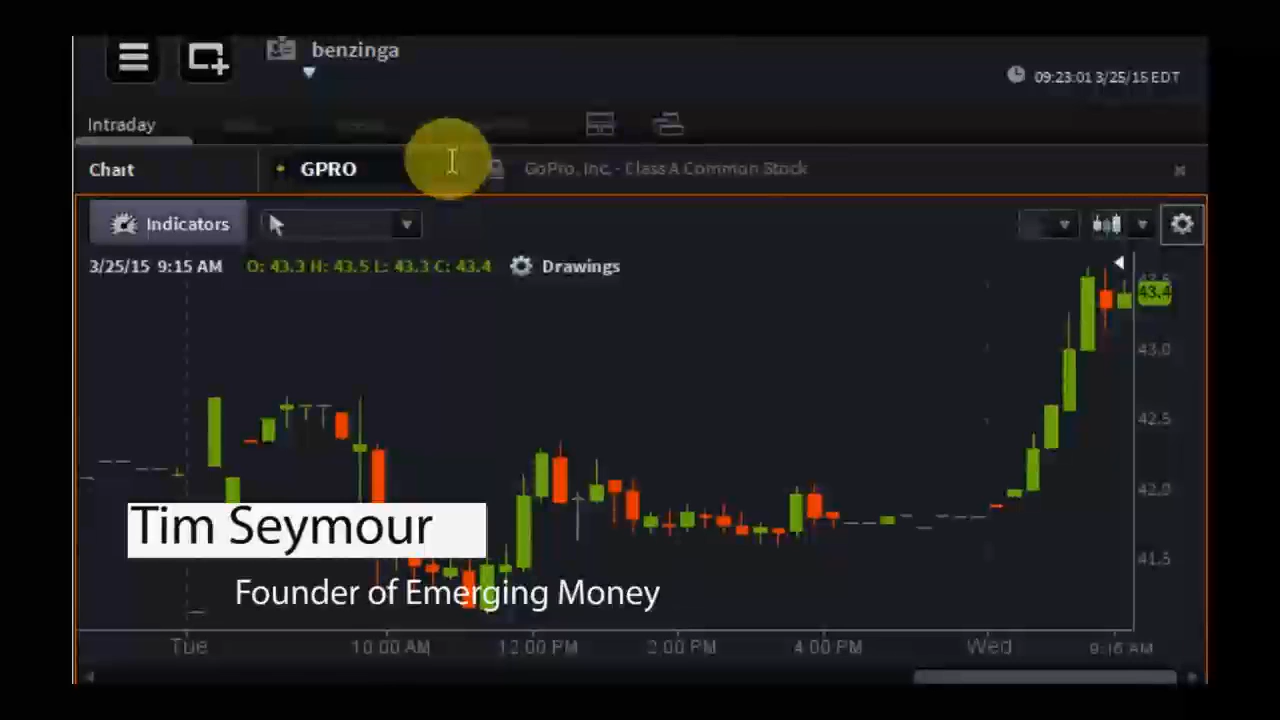 benzinga
09:23:01 3/25/15 EDT
Intraday
Chart
GPRO
GoPro, Inc. - Class A Common Stock
Indicators
3/25/15 9:15 AM O: 43.3 H: 43.5 L: 43.3 C: 43.4 Drawings
43.5
43.4
43.0
42.5
42.0
41.5
Tim Seymour
Founder of Emerging Money
Tue 10:00 AM 12:00 PM 2:00 PM 4:00 PM Wed 9:16 AM